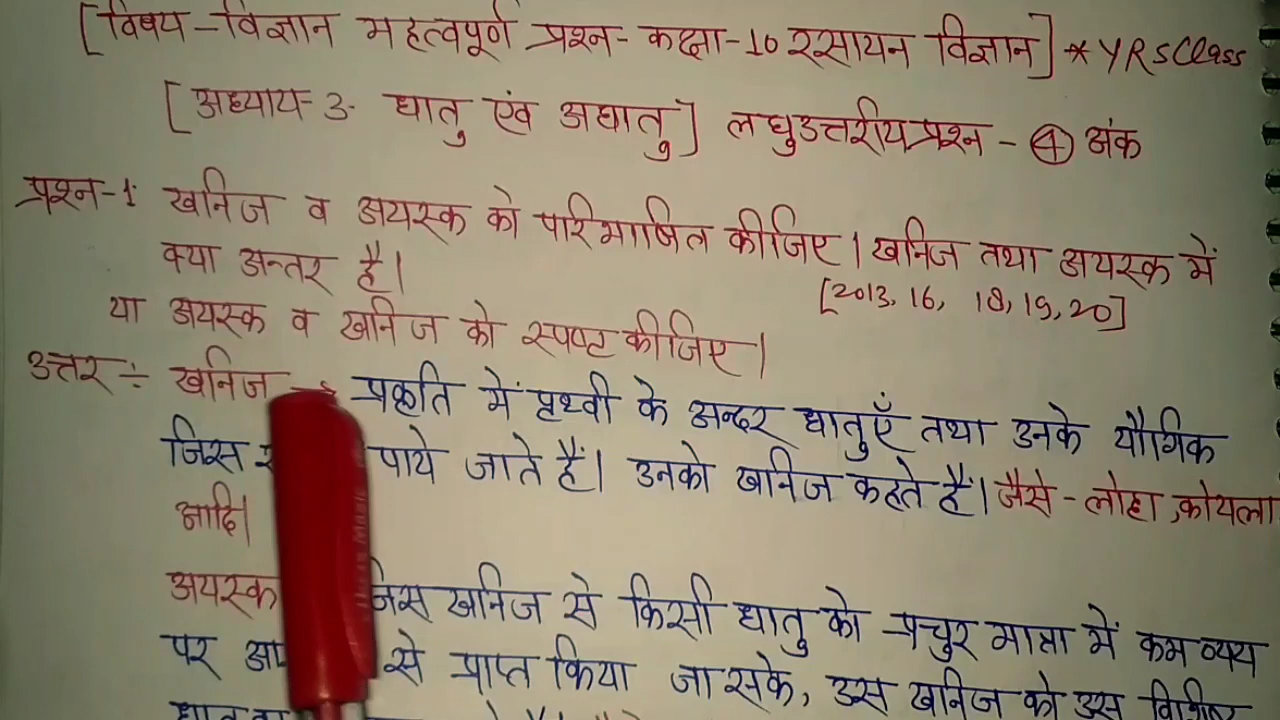 [विषय - विज्ञान महत्वपूर्ण प्रश्न - कक्षा - 10 रसायन विज्ञान] * YRSClass
[अध्याय - 3. धातु एवं अधातु] लघुउत्तरीय प्रश्न - ④ अंक
प्रश्न-1: खनिज व अयस्क को परिभाषित कीजिए। खनिज तथा अयस्क में
क्या अन्तर है।
[2013, 16, 18, 19, 20]
या अयस्क व खनिज को स्पष्ट कीजिए।
उत्तर ÷ खनिज → प्रकृति में पृथ्वी के अन्दर धातुएँ तथा उनके यौगिक
जिस पाये जाते हैं। उनको खनिज कहते हैं। जैसे - लोहा, कोयला
आदि।
अयस्क जिस खनिज से किसी धातु को प्रचुर मात्रा में कम व्यय
पर से प्राप्त किया जा सके, उस खनिज को उस